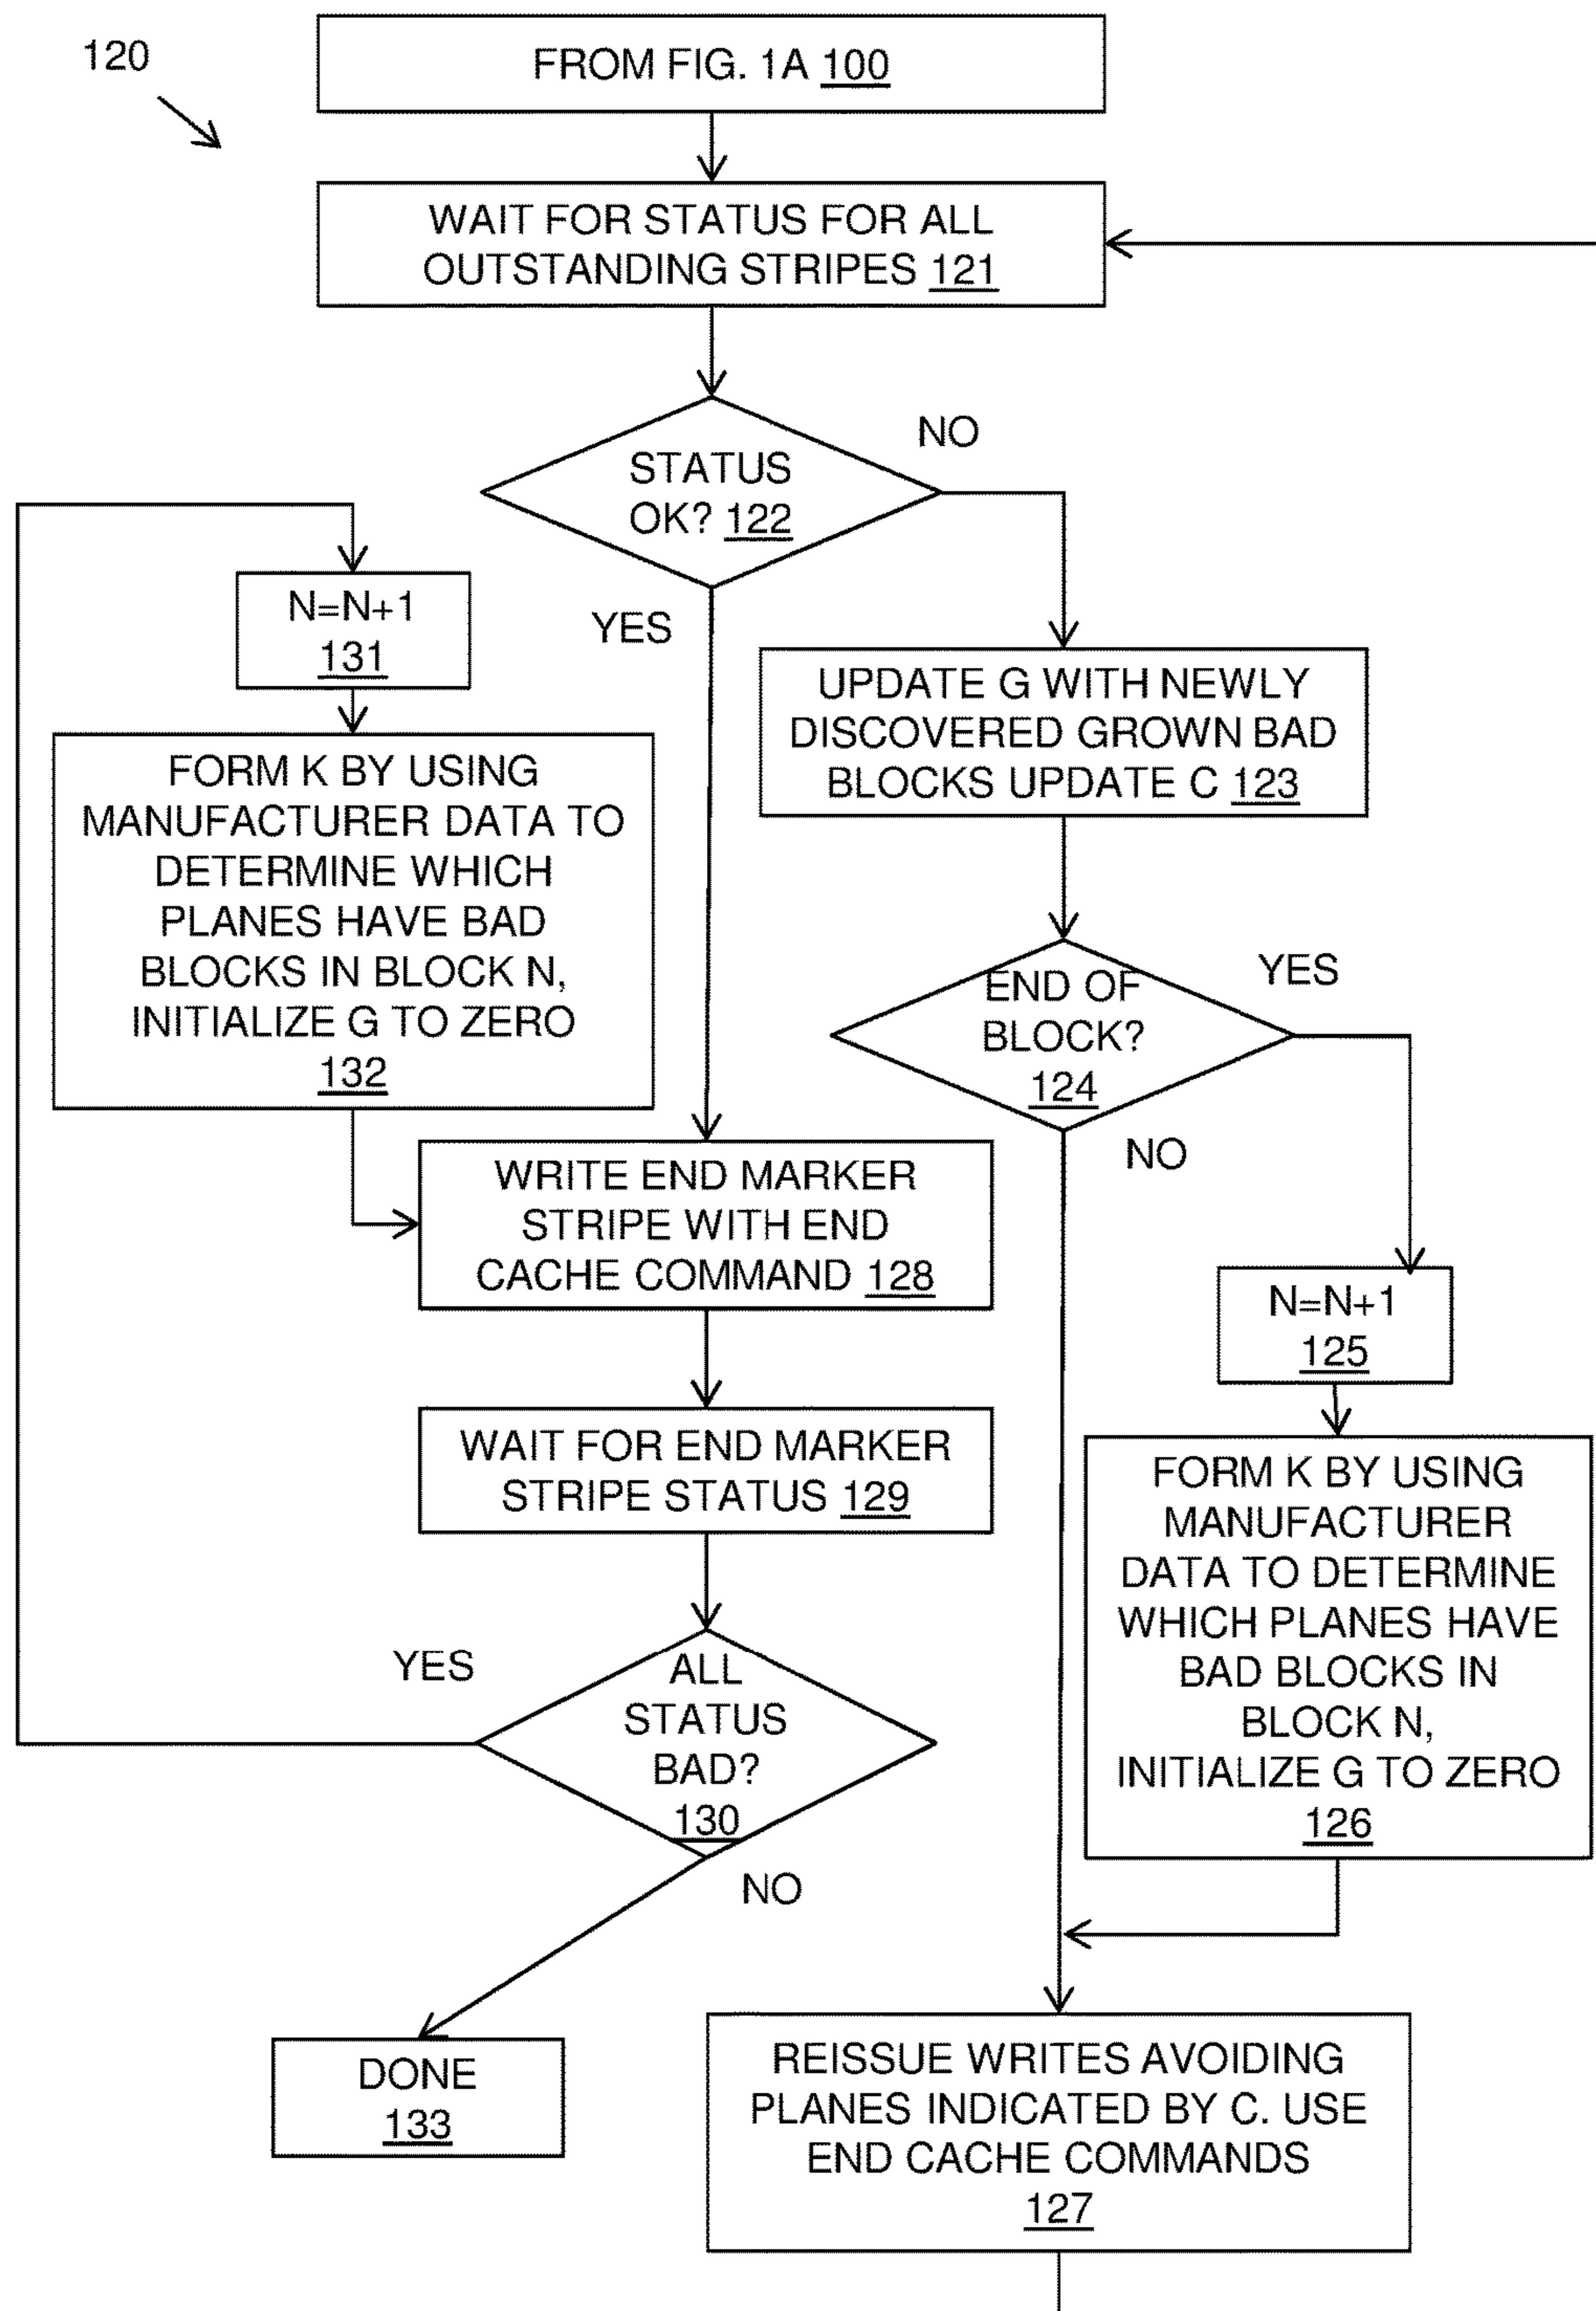 120
FROM FIG. 1A 100
WAIT FOR STATUS FOR ALL
OUTSTANDING STRIPES 121
STATUS
OK? 122
NO
YES
N=N+1
131
FORM K BY USING
MANUFACTURER DATA TO
DETERMINE WHICH
PLANES HAVE BAD
BLOCKS IN BLOCK N,
INITIALIZE G TO ZERO
132
UPDATE G WITH NEWLY
DISCOVERED GROWN BAD
BLOCKS UPDATE C 123
END OF
BLOCK?
124
YES
NO
WRITE END MARKER
STRIPE WITH END
CACHE COMMAND 128
N=N+1
125
WAIT FOR END MARKER
STRIPE STATUS 129
FORM K BY USING
MANUFACTURER
DATA TO DETERMINE
WHICH PLANES HAVE
BAD BLOCKS IN
BLOCK N,
INITIALIZE G TO ZERO
126
YES
ALL
STATUS
BAD?
130
NO
DONE
133
REISSUE WRITES AVOIDING
PLANES INDICATED BY C. USE
END CACHE COMMANDS
127